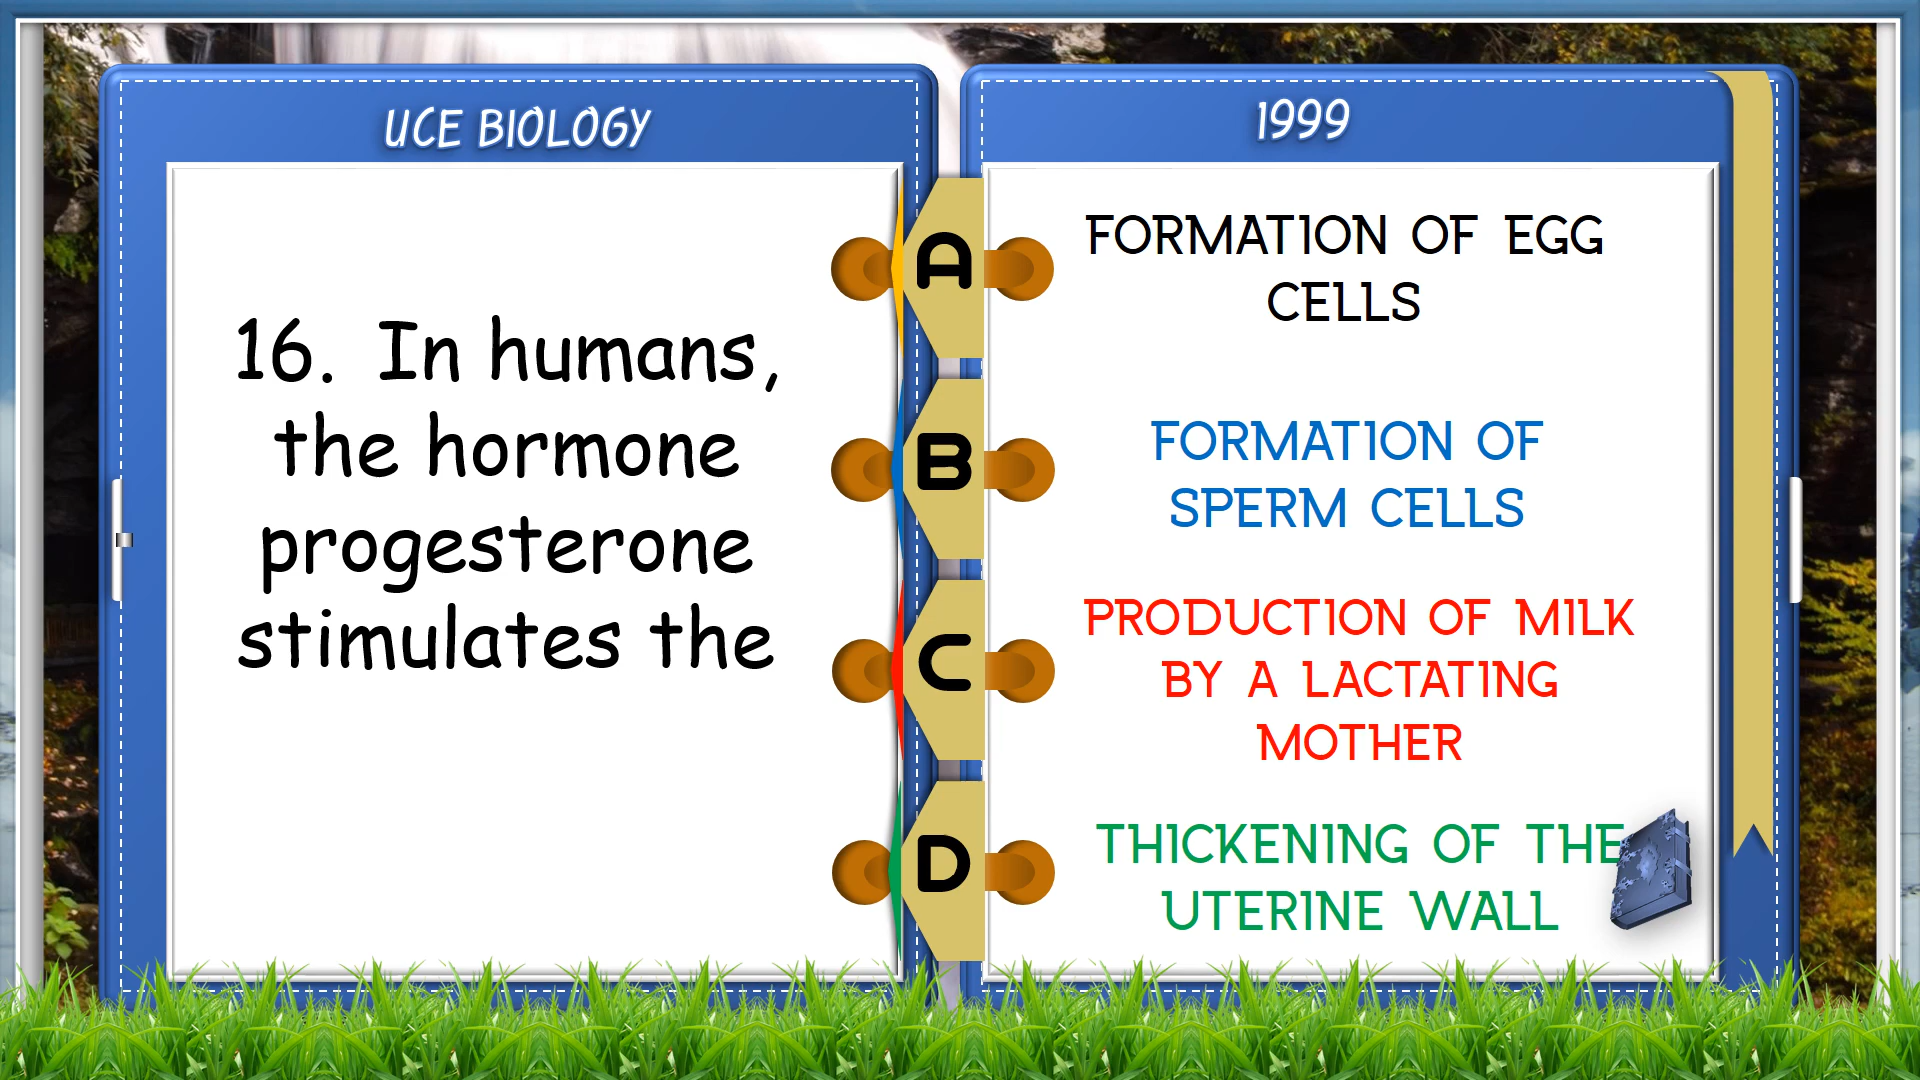 UCE BIOLOGY
16. In humans,
the hormone
progesterone
stimulates the
1999
A
FORMATION OF EGG
CELLS
B
FORMATION OF
SPERM CELLS
C
PRODUCTION OF MILK
BY A LACTATING
MOTHER
D
THICKENING OF THE
UTERINE WALL